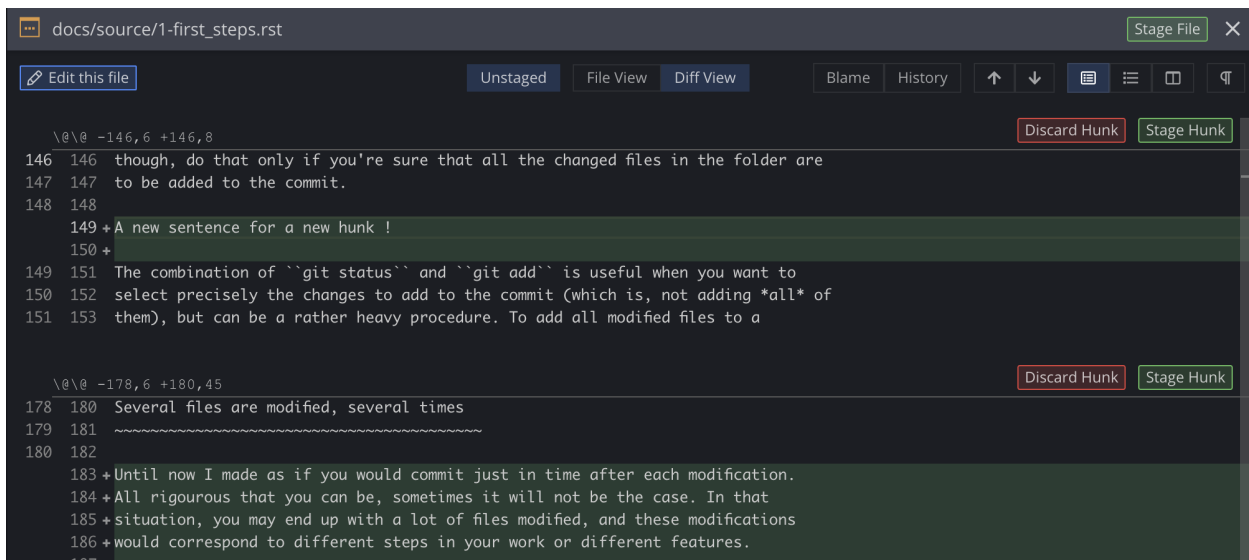 docs/source/1-first_steps.rst Stage File
Edit this file Unstaged File View Diff View Blame History
\@\@ -146,6 +146,8 Discard Hunk Stage Hunk
146 146 though, do that only if you're sure that all the changed files in the folder are
147 147 to be added to the commit.
148 148
149 +A new sentence for a new hunk !
150 +
149 151 The combination of ``git status`` and ``git add`` is useful when you want to
150 152 select precisely the changes to add to the commit (which is, not adding *all* of
151 153 them), but can be a rather heavy procedure. To add all modified files to a
\@\@ -178,6 +180,45 Discard Hunk Stage Hunk
178 180 Several files are modified, several times
179 181 ~~~~~~~~~~~~~~~~~~~~~~~~~~~~~~~~~~~~~~~~~
180 182
183 +Until now I made as if you would commit just in time after each modification.
184 +All rigourous that you can be, sometimes it will not be the case. In that
185 +situation, you may end up with a lot of files modified, and these modifications
186 +would correspond to different steps in your work or different features.